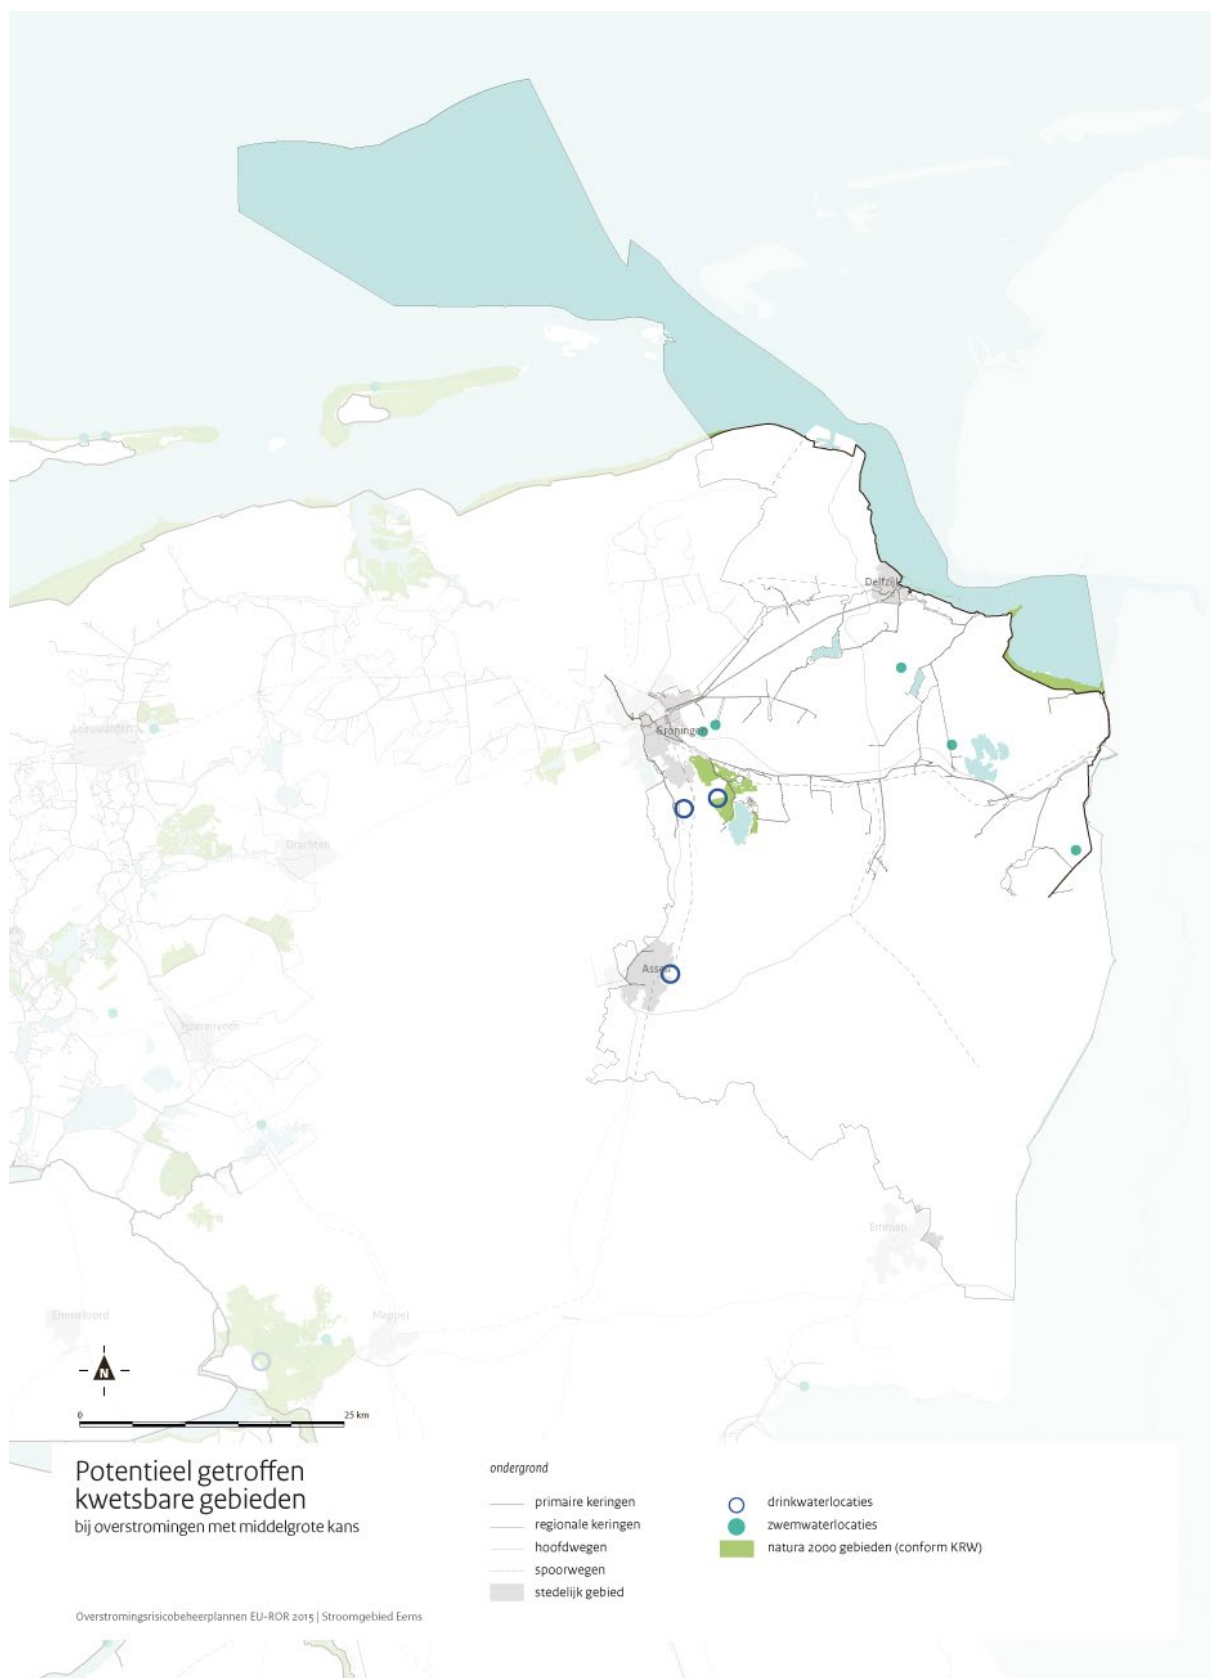 Delfzijl
Leeuwarden
Groningen
Drachten
Assen
Heerenveen
Emmen
Emmeloord
Meppel
N
0
25 km
Potentieel getroffen
kwetsbare gebieden
bij overstromingen met middelgrote kans
ondergrond
primaire keringen
regionale keringen
hoofdwegen
spoorwegen
stedelijk gebied
drinkwaterlocaties
zwemwaterlocaties
natura 2000 gebieden (conform KRW)
Overstromingsrisicobeheerplannen EU-ROR 2015 | Stroomgebied Eems